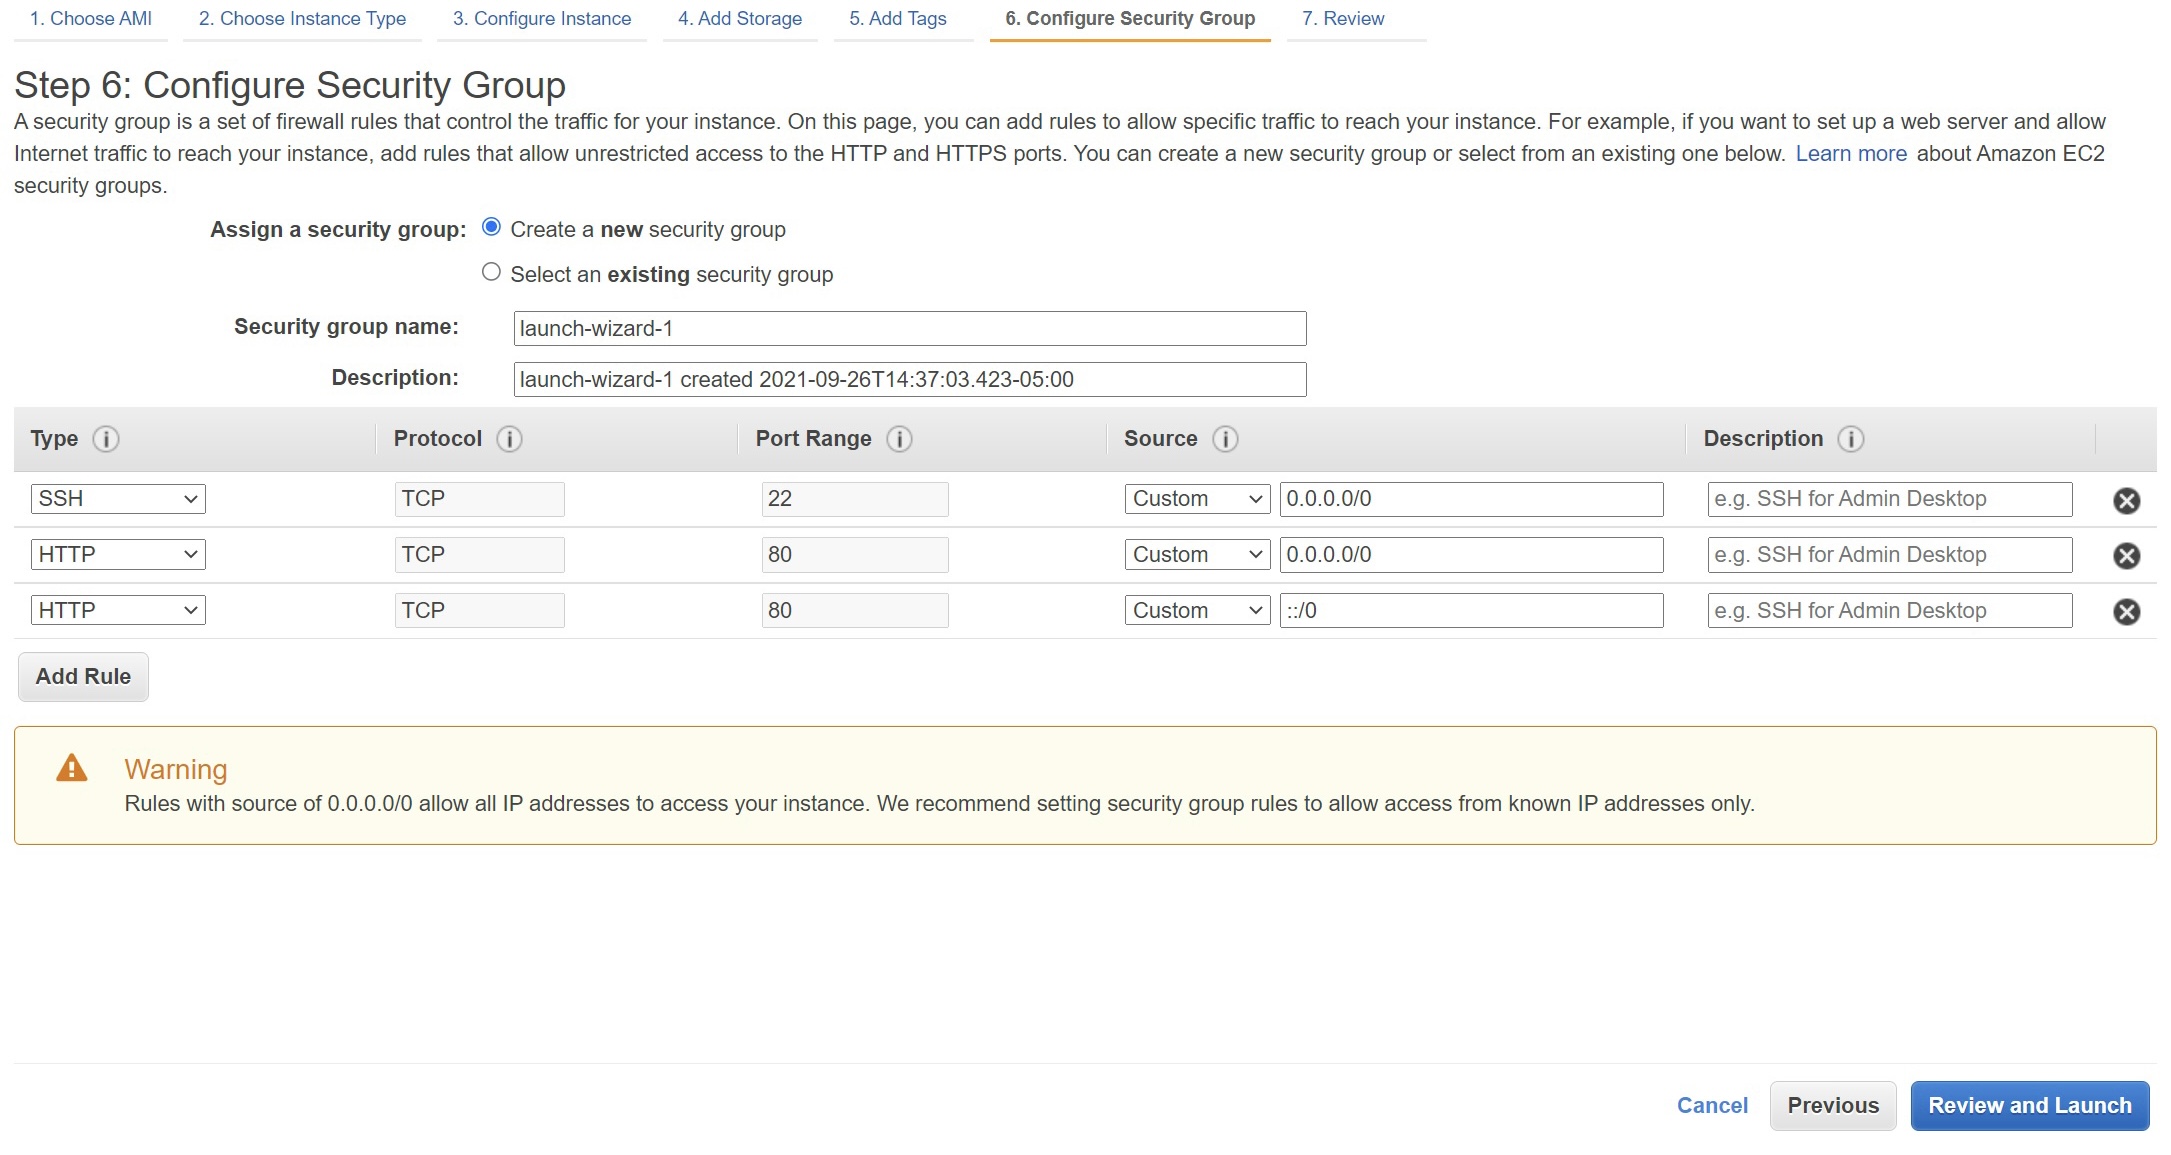 1. Choose AMI 2. Choose Instance Type 3. Configure Instance 4. Add Storage 5. Add Tags 6. Configure Security Group 7. Review
Step 6: Configure Security Group
A security group is a set of firewall rules that control the traffic for your instance. On this page, you can add rules to allow specific traffic to reach your instance. For example, if you want to set up a web server and allow
Internet traffic to reach your instance, add rules that allow unrestricted access to the HTTP and HTTPS ports. You can create a new security group or select from an existing one below. Learn more about Amazon EC2
security groups.
Assign a security group: Create a new security group
Select an existing security group
Security group name: launch-wizard-1
Description: launch-wizard-1 created 2021-09-26T14:37:03.423-05:00
Type i Protocol i Port Range i Source i Description i
SSH TCP 22 Custom 0.0.0.0/0 e.g. SSH for Admin Desktop
HTTP TCP 80 Custom 0.0.0.0/0 e.g. SSH for Admin Desktop
HTTP TCP 80 Custom ::/0 e.g. SSH for Admin Desktop
Add Rule
Warning
Rules with source of 0.0.0.0/0 allow all IP addresses to access your instance. We recommend setting security group rules to allow access from known IP addresses only.
Cancel Previous Review and Launch